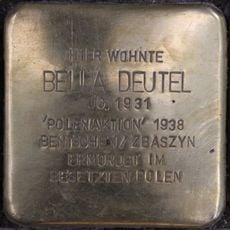 HIER WOHNTE
BELLA DEUTEL
JG. 1931
'POLENAKTION' 1938
BENTSCHEN/ZBASZYN
ERMORDET IM
BESETZTEN POLEN